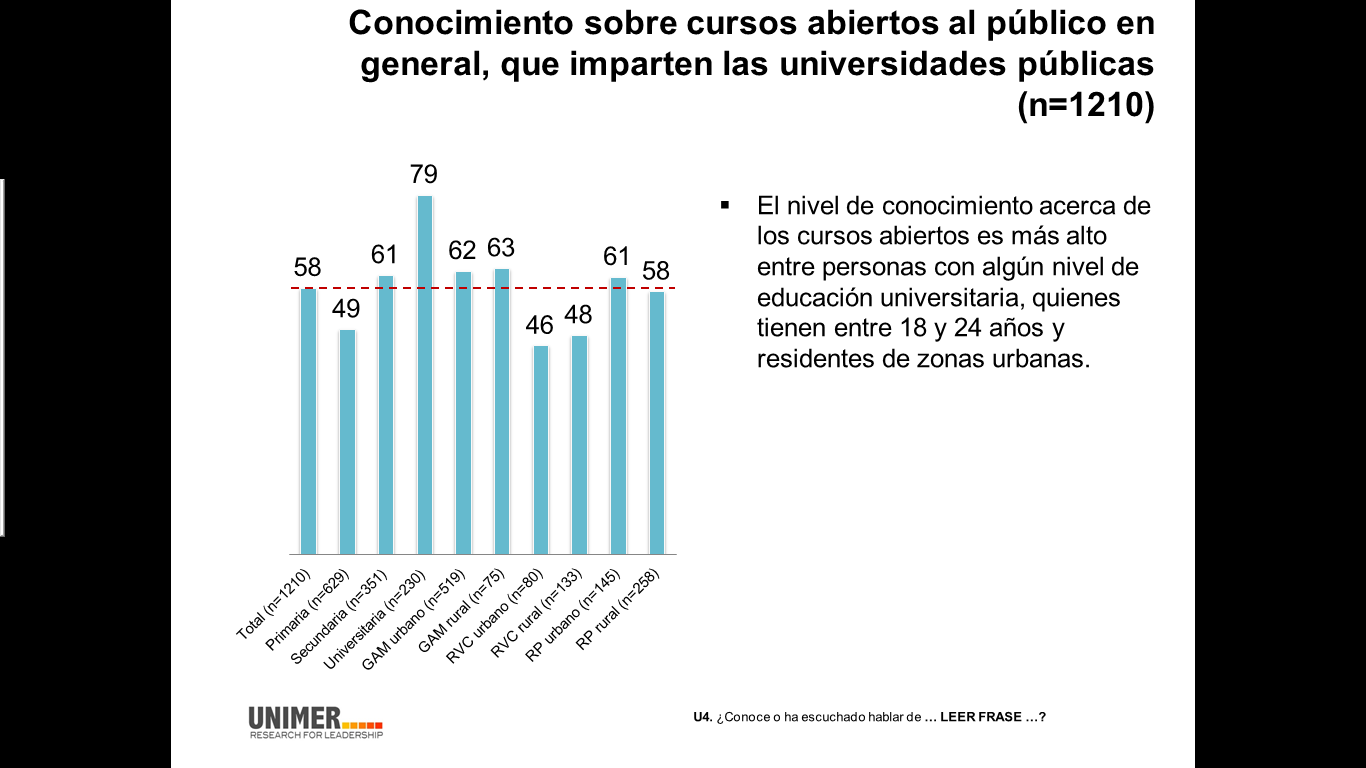 Conocimiento sobre cursos abiertos al público en
general, que imparten las universidades públicas
(n=1210)
58
49
61
79
62
63
46
48
61
58
Total (n=1210)
Primaria (n=629)
Secundaria (n=351)
Universitaria (n=230)
GAM urbano (n=519)
GAM rural (n=75)
RVC urbano (n=80)
RVC rural (n=133)
RP urbano (n=145)
RP rural (n=258)
▪ El nivel de conocimiento acerca de
los cursos abiertos es más alto
entre personas con algún nivel de
educación universitaria, quienes
tienen entre 18 y 24 años y
residentes de zonas urbanas.
UNIMER
RESEARCH FOR LEADERSHIP
U4. ¿Conoce o ha escuchado hablar de … LEER FRASE …?